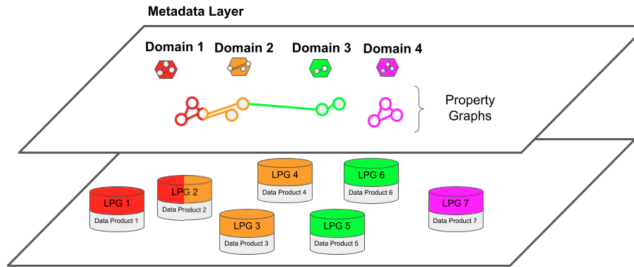 Metadata Layer
Domain 1
Domain 2
Domain 3
Domain 4
Property
Graphs
LPG 1
Data Product 1
LPG 2
Data Product 2
LPG 3
Data Product 3
LPG 4
Data Product 4
LPG 5
Data Product 5
LPG 6
Data Product 6
LPG 7
Data Product 7